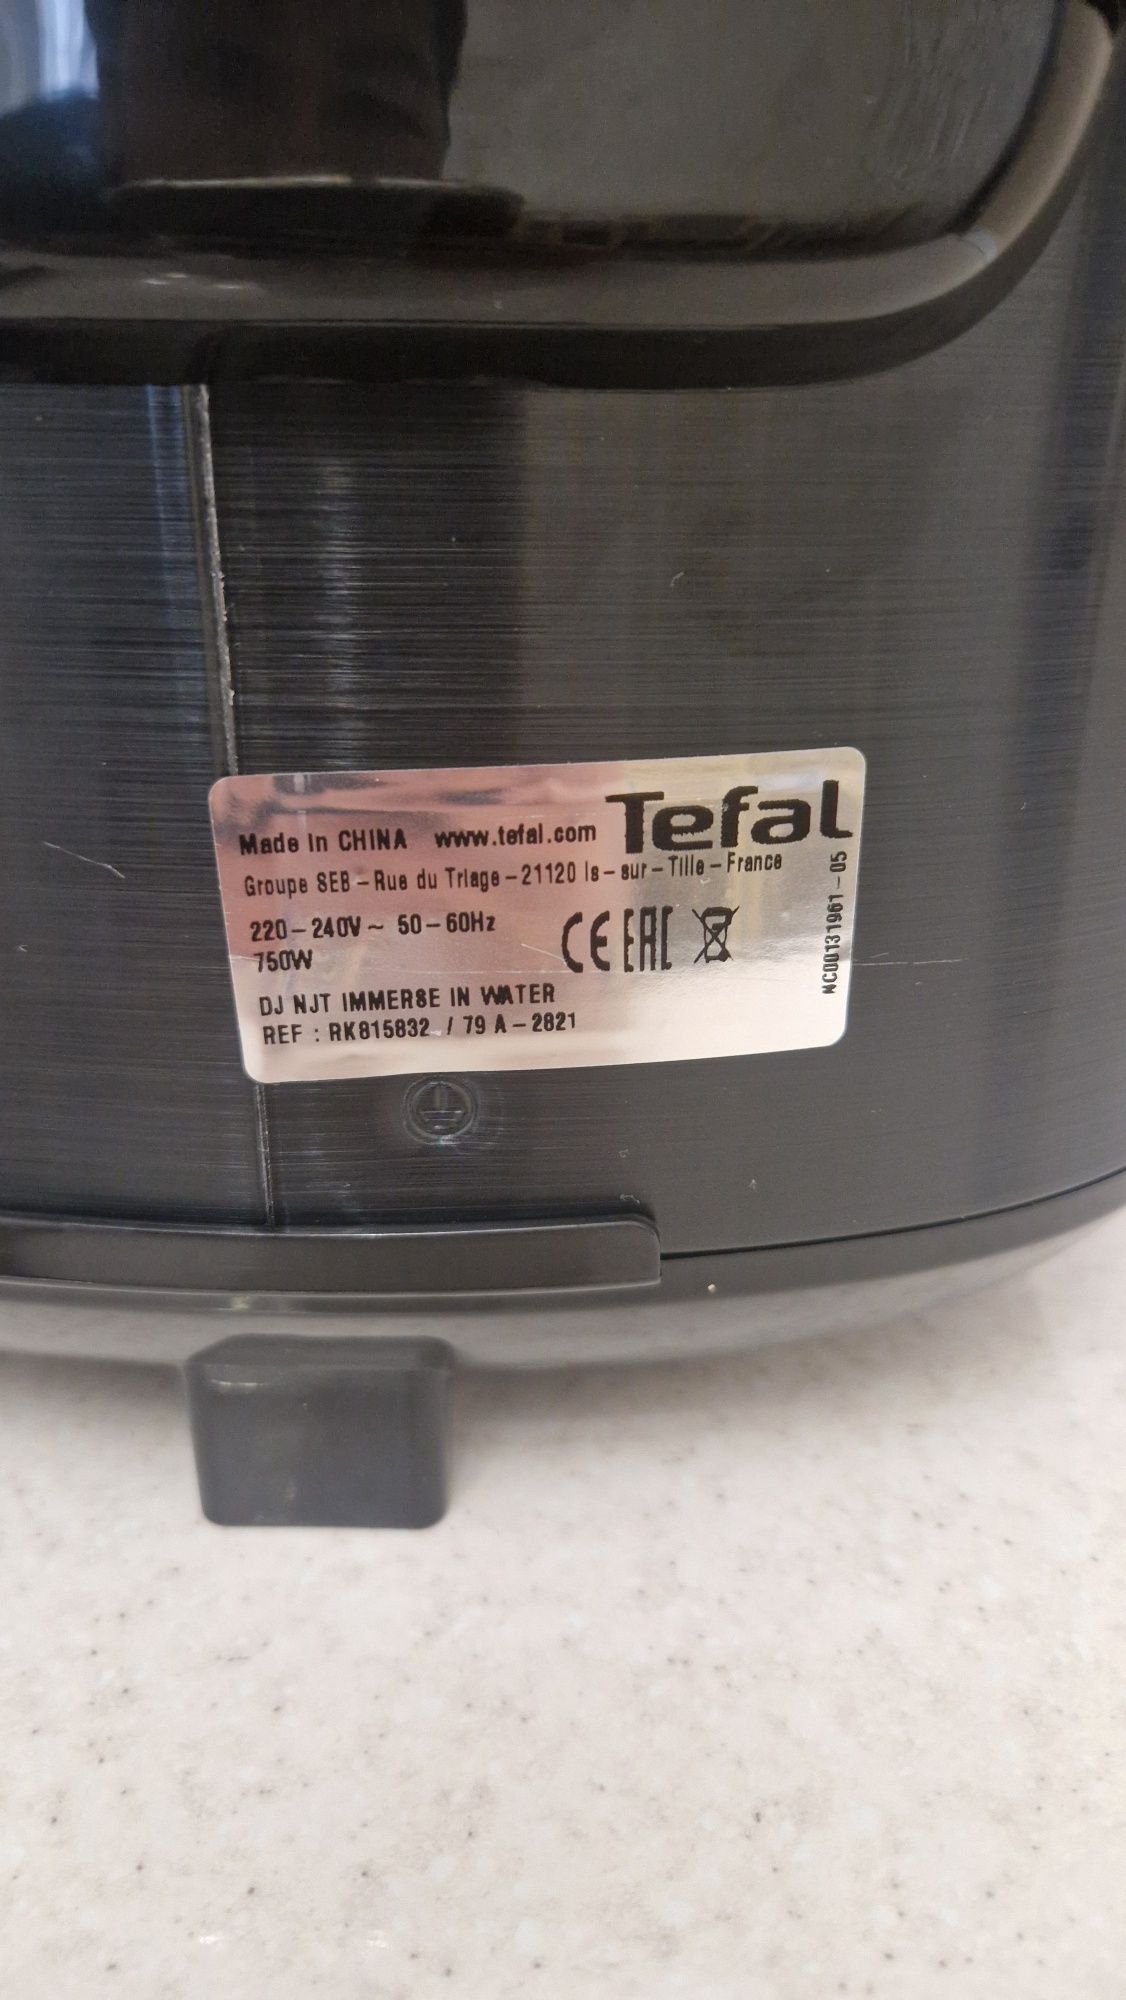 Made in CHINA www.tefal.com Tefal
Groupe SEB-Rue du Triage-21120 Is-sur-Tille-France
220-240V~ 50-60Hz
750W
CE EAC
DJ NJT IMMERSE IN WATER
REF : RK815832 / 79 A-2821
NC00131961-05